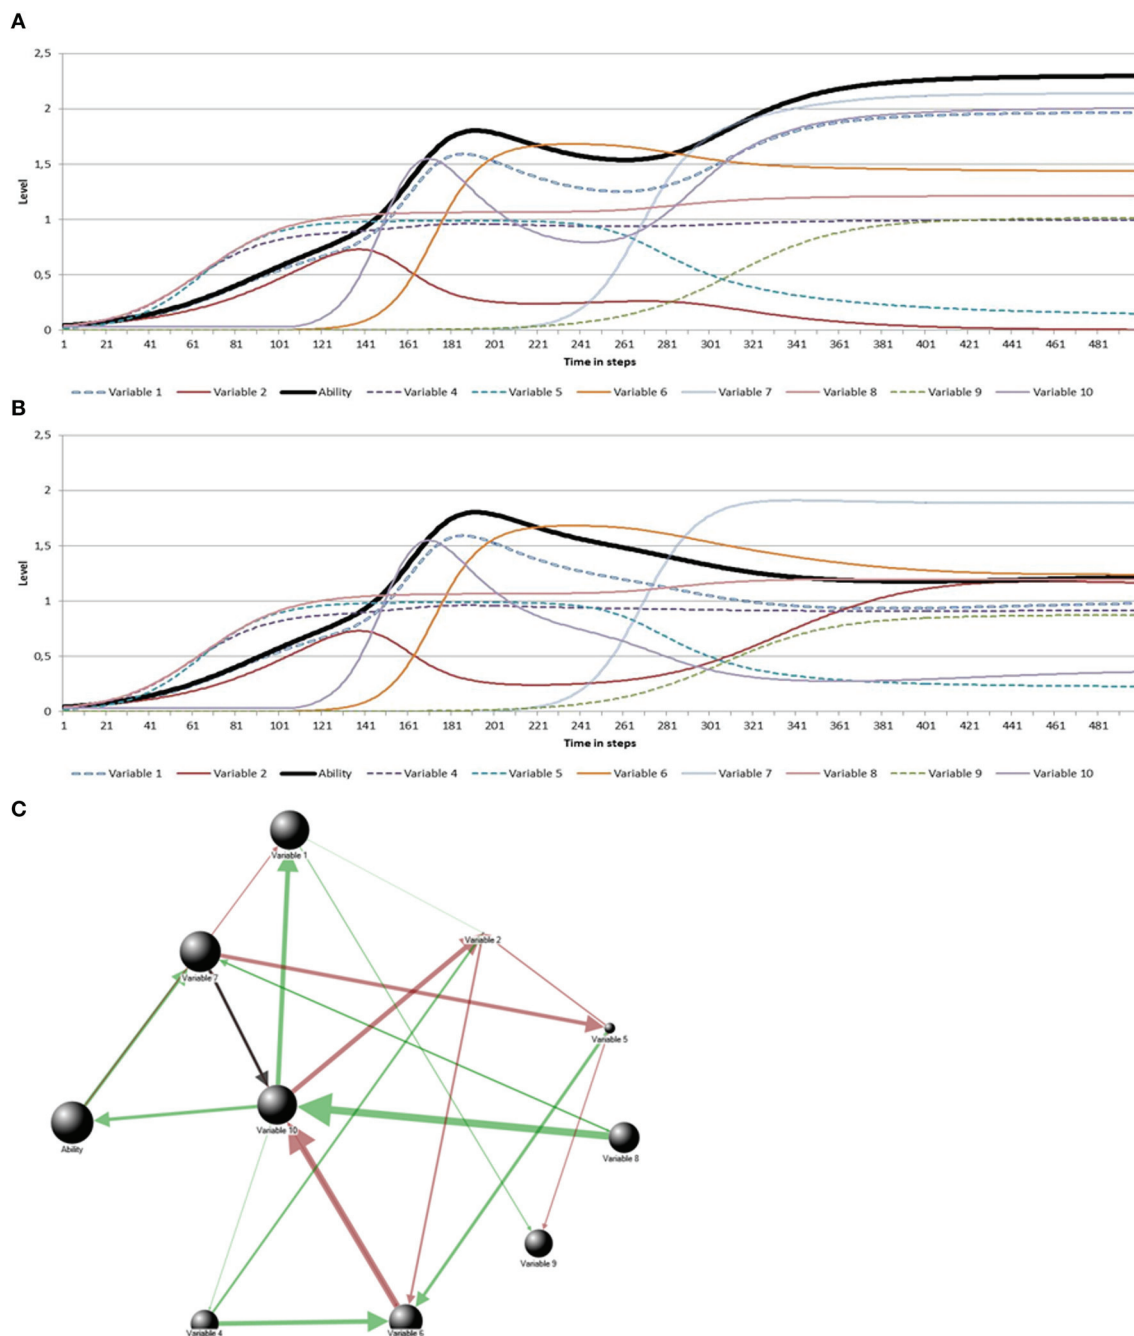 A
2,5
2
1,5
1
0,5
0
Level
1 21 41 61 81 101 121 141 161 181 201 221 241 261 281 301 321 341 361 381 401 421 441 461 481
Time in steps
Variable 1 Variable 2 Ability Variable 4 Variable 5 Variable 6 Variable 7 Variable 8 Variable 9 Variable 10
B
2,5
2
1,5
1
0,5
0
Level
1 21 41 61 81 101 121 141 161 181 201 221 241 261 281 301 321 341 361 381 401 421 441 461 481
Time in steps
Variable 1 Variable 2 Ability Variable 4 Variable 5 Variable 6 Variable 7 Variable 8 Variable 9 Variable 10
C
Variable 1
Variable 2
Variable 7
Variable 5
Variable 10
Ability
Variable 8
Variable 9
Variable 4
Variable 6